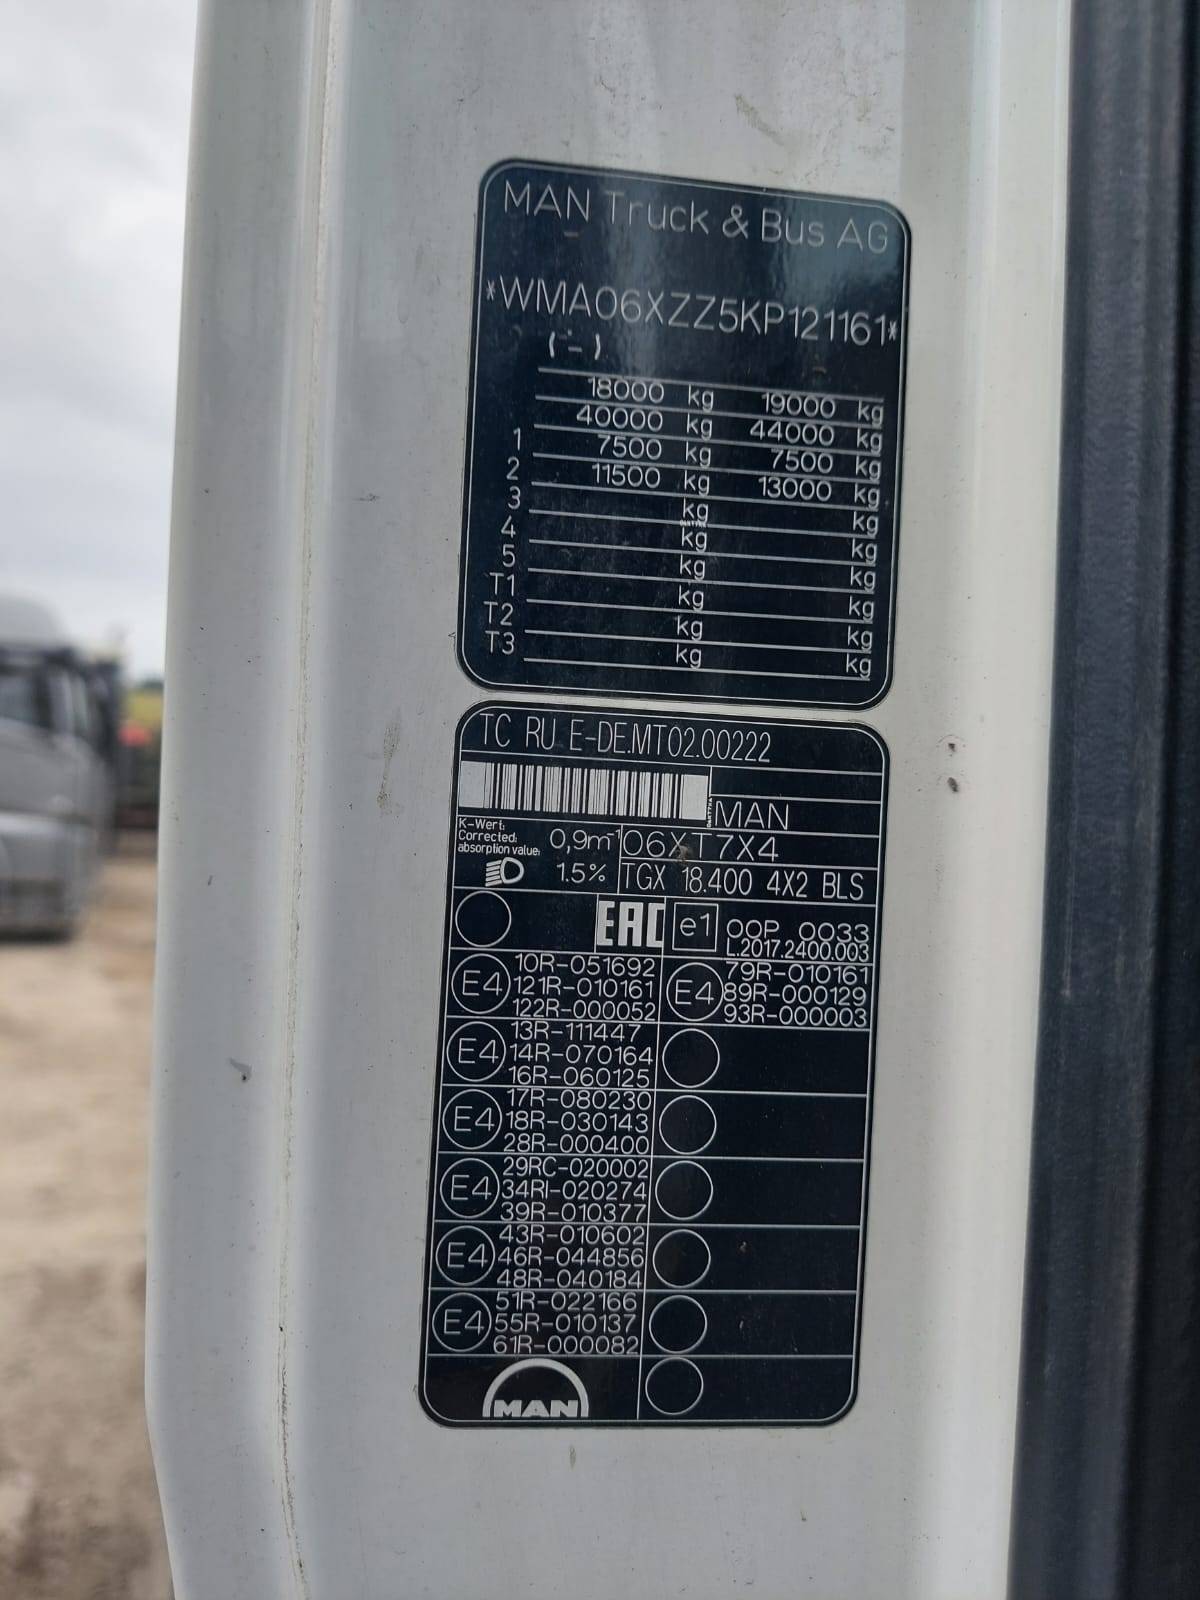 MAN Truck & Bus AG
*WMA06XZZ5KP121161*
(-)
18000 kg 19000 kg
40000 kg 44000 kg
1 7500 kg 7500 kg
2 11500 kg 13000 kg
3 kg kg
4 kg kg
5 kg kg
T1 kg kg
T2 kg kg
T3 kg kg
TC RU E-DE.MT02.00222
MAN
K-Wert:
Corrected:
absorption value:
0,9m⁻¹
06XT7X4
1.5%
TGX 18.400 4X2 BLS
EAC e1 00P 0033
L.2017.2400.003
E4
10R-051692
121R-010161
122R-000052
E4
79R-010161
89R-000129
93R-000003
E4
13R-111447
14R-070164
16R-060125
E4
17R-080230
18R-030143
28R-000400
E4
29RC-020002
34RI-020274
39R-010377
E4
43R-010602
46R-044856
48R-040184
E4
51R-022166
55R-010137
61R-000082
MAN